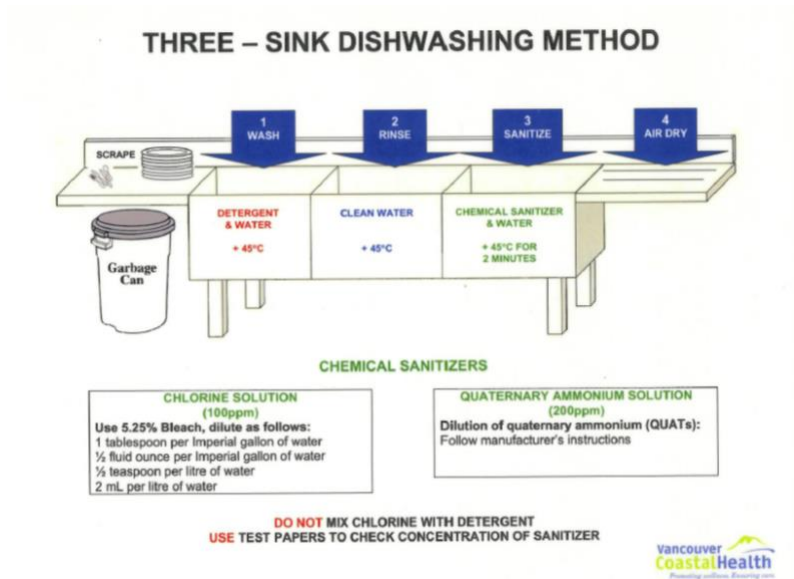 THREE – SINK DISHWASHING METHOD
1
WASH
2
RINSE
3
SANITIZE
4
AIR DRY
SCRAPE
DETERGENT
& WATER
+ 45°C
CLEAN WATER
+ 45°C
CHEMICAL SANITIZER
& WATER
+ 45°C FOR
2 MINUTES
Garbage
Can
CHEMICAL SANITIZERS
CHLORINE SOLUTION
(100ppm)
Use 5.25% Bleach, dilute as follows:
1 tablespoon per Imperial gallon of water
½ fluid ounce per Imperial gallon of water
½ teaspoon per litre of water
2 mL per litre of water
QUATERNARY AMMONIUM SOLUTION
(200ppm)
Dilution of quaternary ammonium (QUATs):
Follow manufacturer's instructions
DO NOT MIX CHLORINE WITH DETERGENT
USE TEST PAPERS TO CHECK CONCENTRATION OF SANITIZER
Vancouver
CoastalHealth
Promoting wellness. Ensuring care.